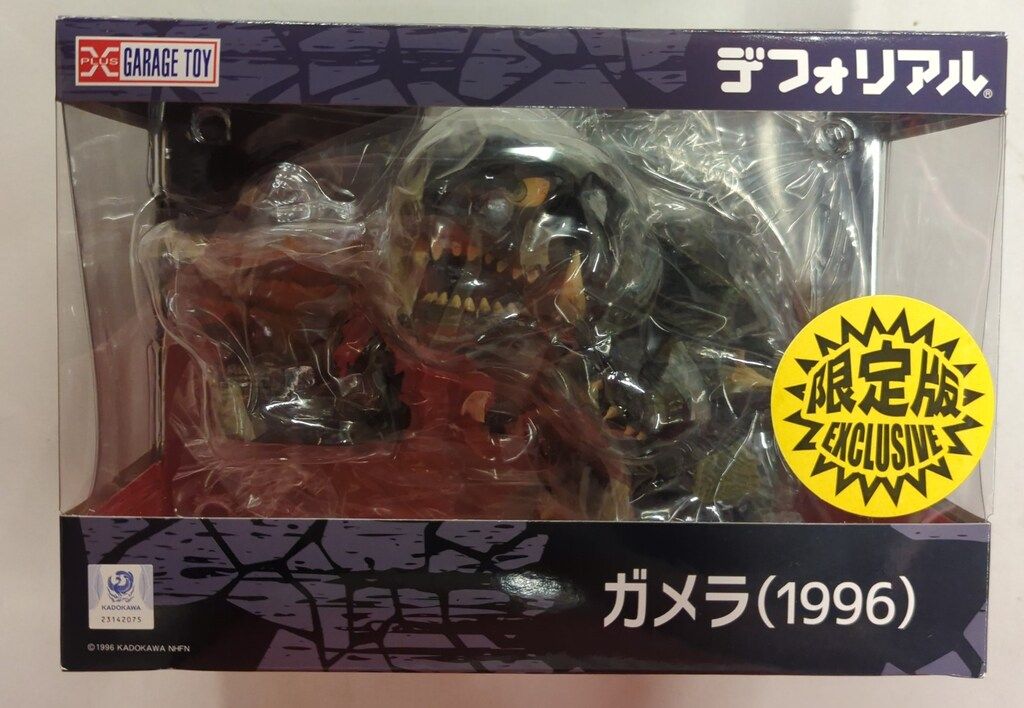 X PLUS GARAGE TOY
デフォリアル®
限定版
EXCLUSIVE
ガメラ(1996)
KADOKAWA
23142075
©1996 KADOKAWA NHFN